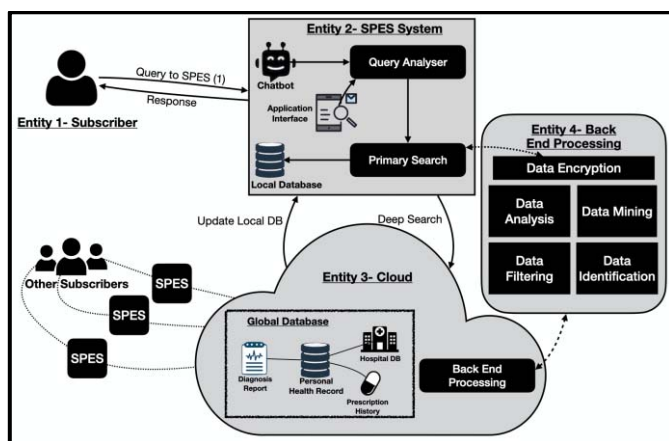 Entity 2- SPES System
Query to SPES (1)
Response
Entity 1- Subscriber
Chatbot
Query Analyser
Application
Interface
Primary Search
Local Database
Entity 4- Back
End Processing
Data Encryption
Data
Analysis
Data Mining
Data
Filtering
Data
Identification
Update Local DB
Deep Search
Other Subscribers
SPES
SPES
SPES
Entity 3- Cloud
Global Database
Hospital DB
Diagnosis
Report
Personal
Health Record
Prescription
History
Back End
Processing